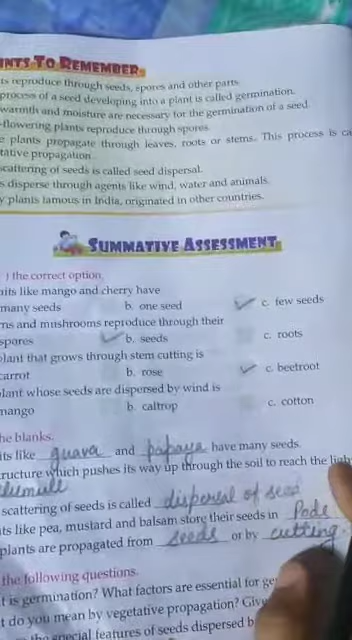 NTS TO REMEMBER
ts reproduce through seeds, spores and other parts.
process of a seed developing into a plant is called germination.
warmth and moisture are necessary for the germination of a seed.
-flowering plants reproduce through spores.
e plants propagate through leaves, roots or stems. This process is ca
tative propagation.
scattering of seeds is called seed dispersal.
s disperse through agents like wind, water and animals.
y plants famous in India, originated in other countries.
SUMMATIVE ASSESSMENT
) the correct option.
its like mango and cherry have
many seeds b. one seed c. few seeds
ns and mushrooms reproduce through their
spores b. seeds c. roots
plant that grows through stem cutting is
carrot b. rose c. beetroot
plant whose seeds are dispersed by wind is
mango b. caltrop c. cotton
he blanks.
its like guava and papaya have many seeds.
ructure which pushes its way up through the soil to reach the ligh
scattering of seeds is called dispersal of seed
its like pea, mustard and balsam store their seeds in Pods
plants are propagated from seeds or by cutting.
the following questions.
t is germination? What factors are essential for ge
t do you mean by vegetative propagation? Giv
the special features of seeds dispersed b